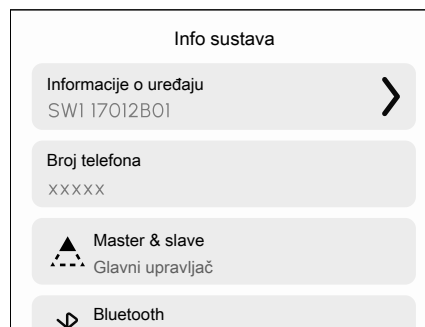 Info sustava
Informacije o uređaju
SW1 17012B01
Broj telefona
xxxxx
Master & slave
Glavni upravljač
Bluetooth